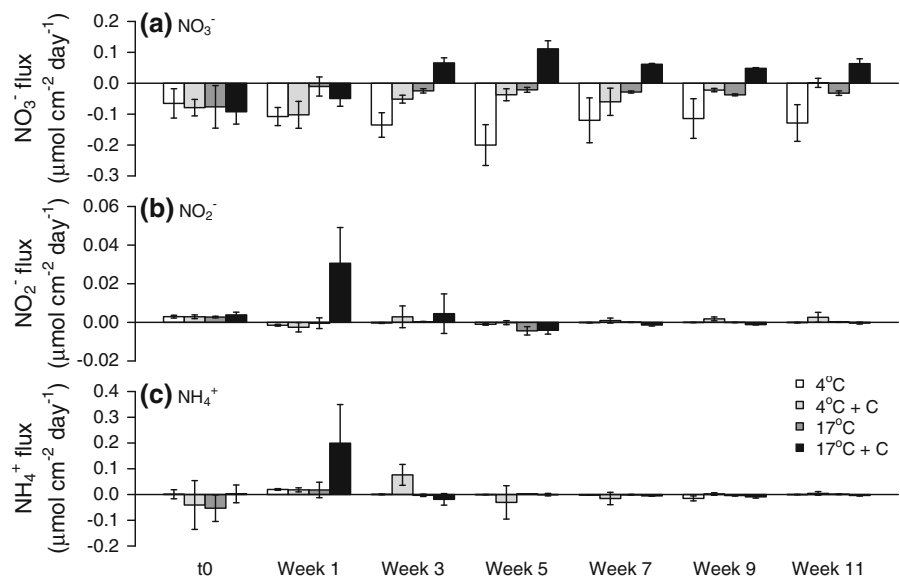 (a) NO₃⁻
NO₃⁻ flux
(µmol cm⁻² day⁻¹)
0.2
0.1
0.0
-0.1
-0.2
-0.3
(b) NO₂⁻
NO₂⁻ flux
(µmol cm⁻² day⁻¹)
0.06
0.04
0.02
0.00
-0.02
(c) NH₄⁺
NH₄⁺ flux
(µmol cm⁻² day⁻¹)
0.4
0.3
0.2
0.1
0.0
-0.1
-0.2
4°C
4°C + C
17°C
17°C + C
t0 Week 1 Week 3 Week 5 Week 7 Week 9 Week 11